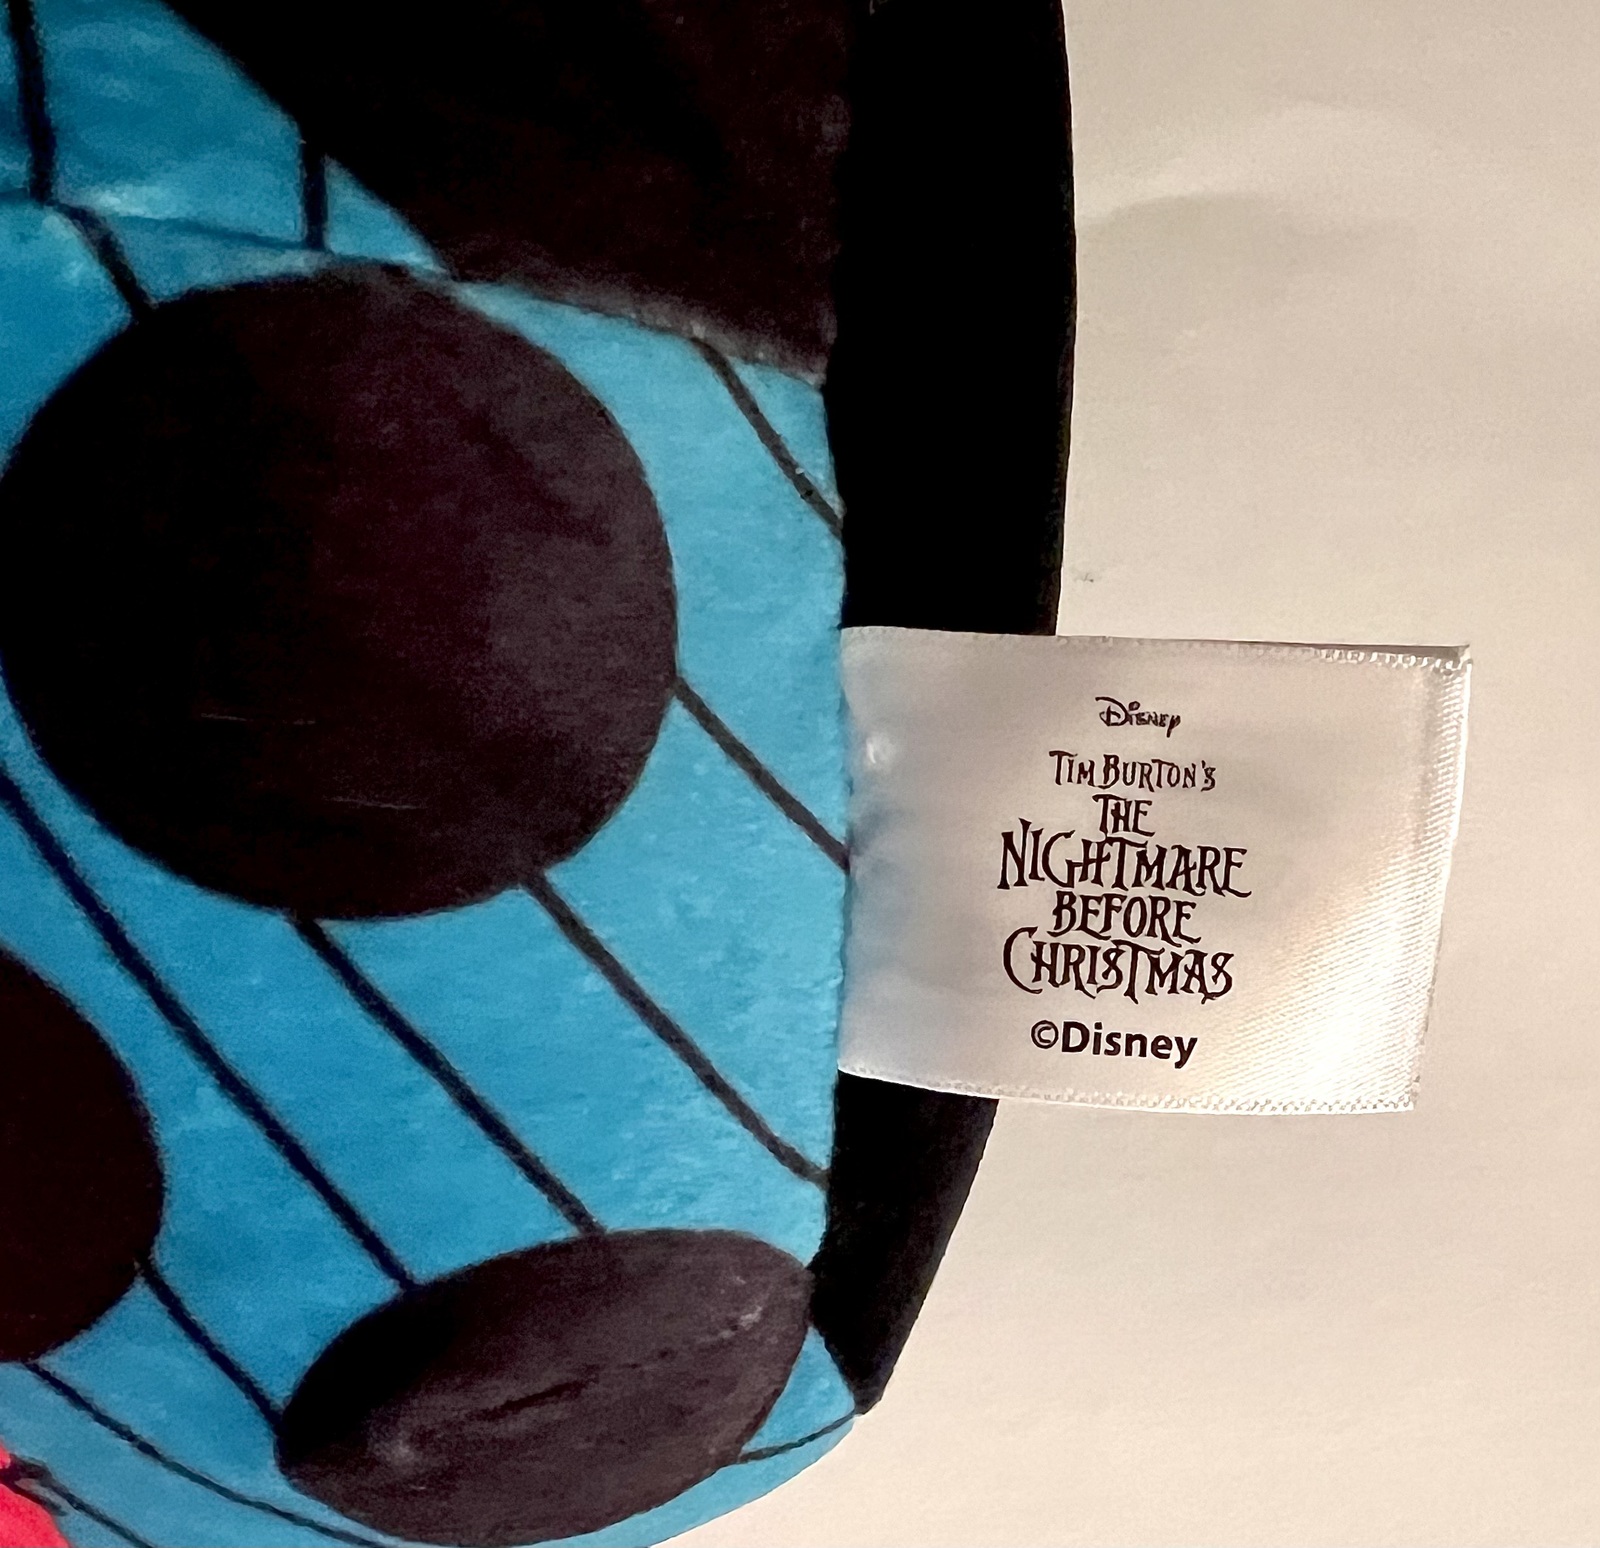 Disney
TIM BURTON'S
THE
NIGHTMARE
BEFORE
CHRISTMAS
©Disney